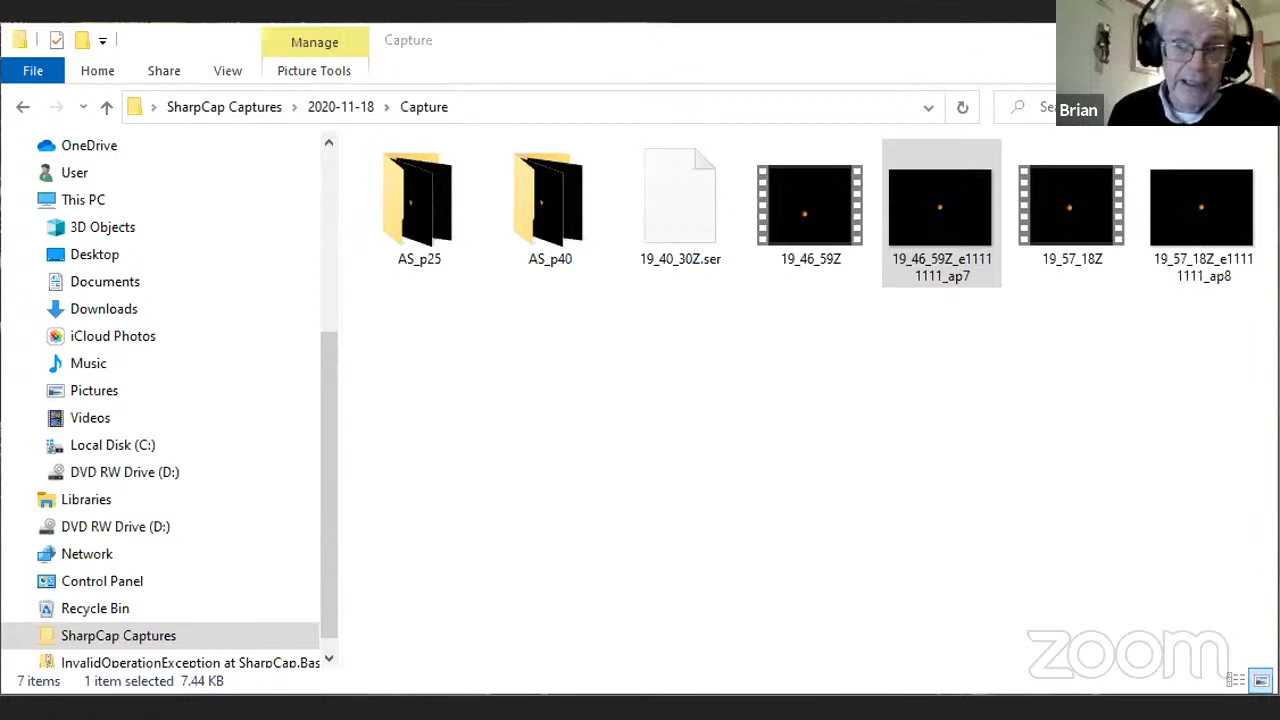 Manage
Capture
File
Home
Share
View
Picture Tools
SharpCap Captures
2020-11-18
Capture
Brian
OneDrive
User
This PC
3D Objects
Desktop
Documents
Downloads
iCloud Photos
Music
Pictures
Videos
Local Disk (C:)
DVD RW Drive (D:)
Libraries
DVD RW Drive (D:)
Network
Control Panel
Recycle Bin
SharpCap Captures
InvalidOperationException at SharpCap.Bas
AS_p25
AS_p40
19_40_30Z.ser
19_46_59Z
19_46_59Z_e1111
1111_ap7
19_57_18Z
19_57_18Z_e1111
1111_ap8
7 items
1 item selected 7.44 KB
zoom